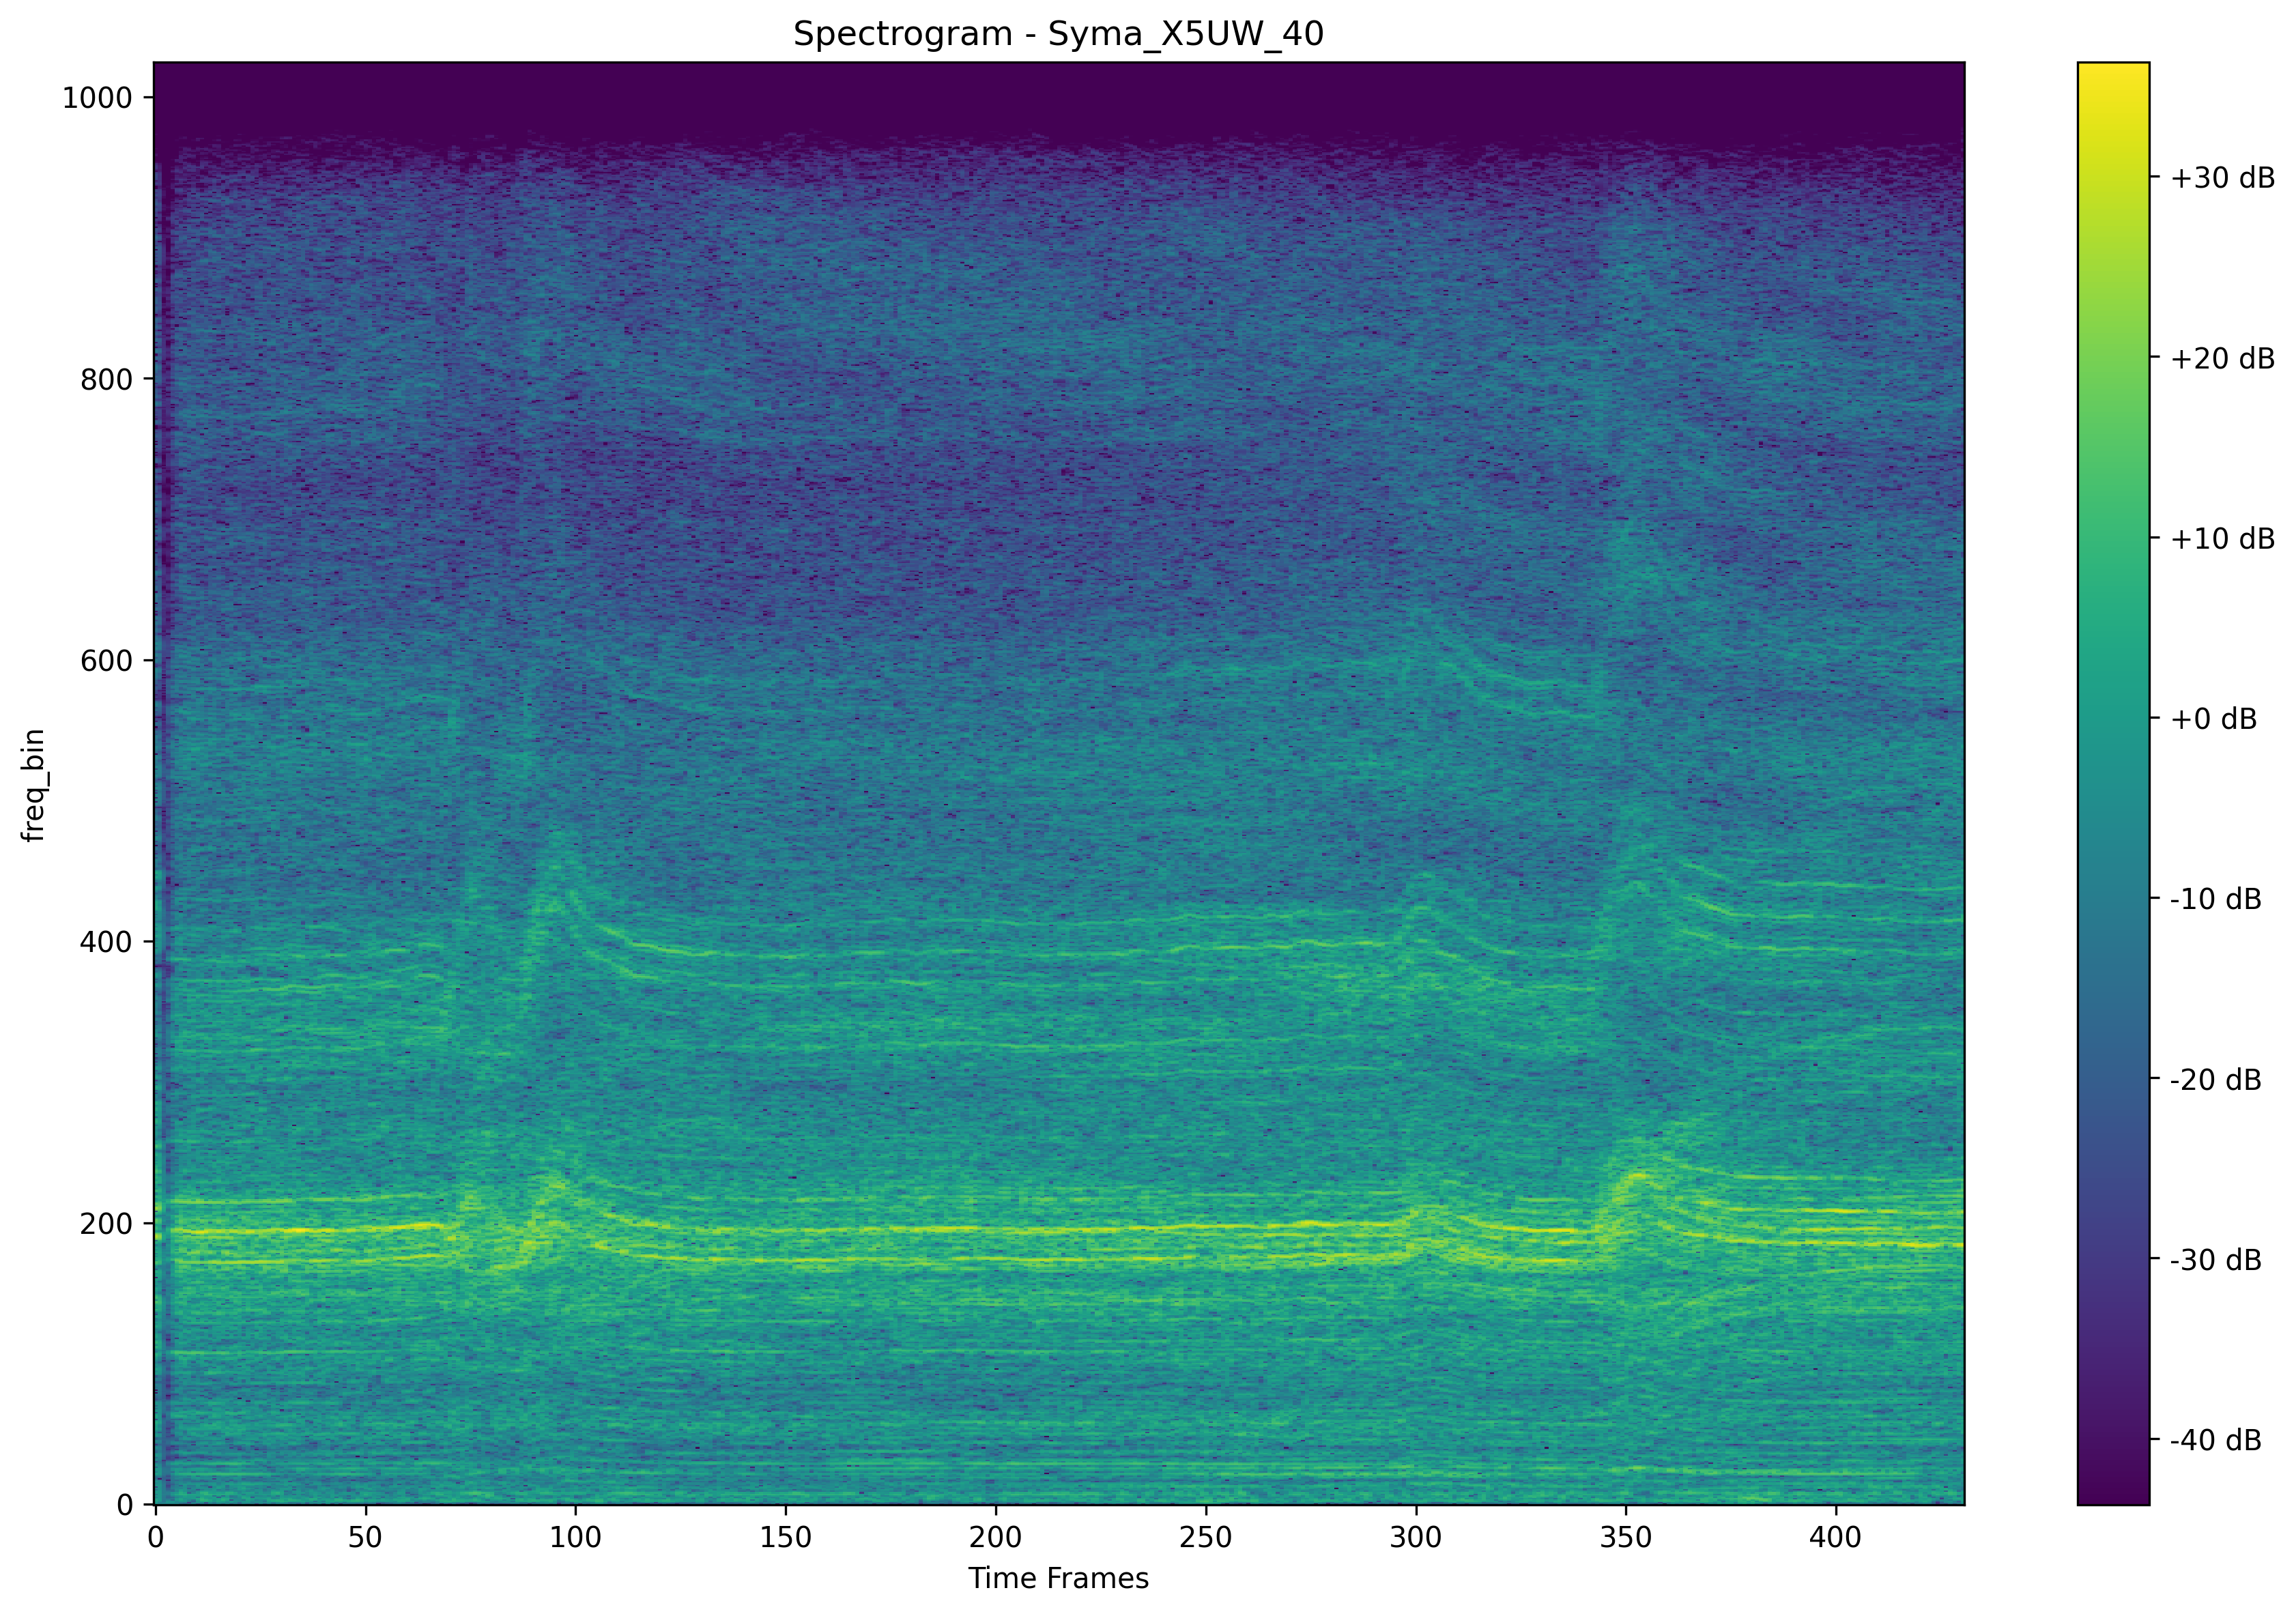 Spectrogram - Syma_X5UW_40
1000
800
600
400
200
0
freq_bin
0 50 100 150 200 250 300 350 400
Time Frames
+30 dB
+20 dB
+10 dB
+0 dB
-10 dB
-20 dB
-30 dB
-40 dB